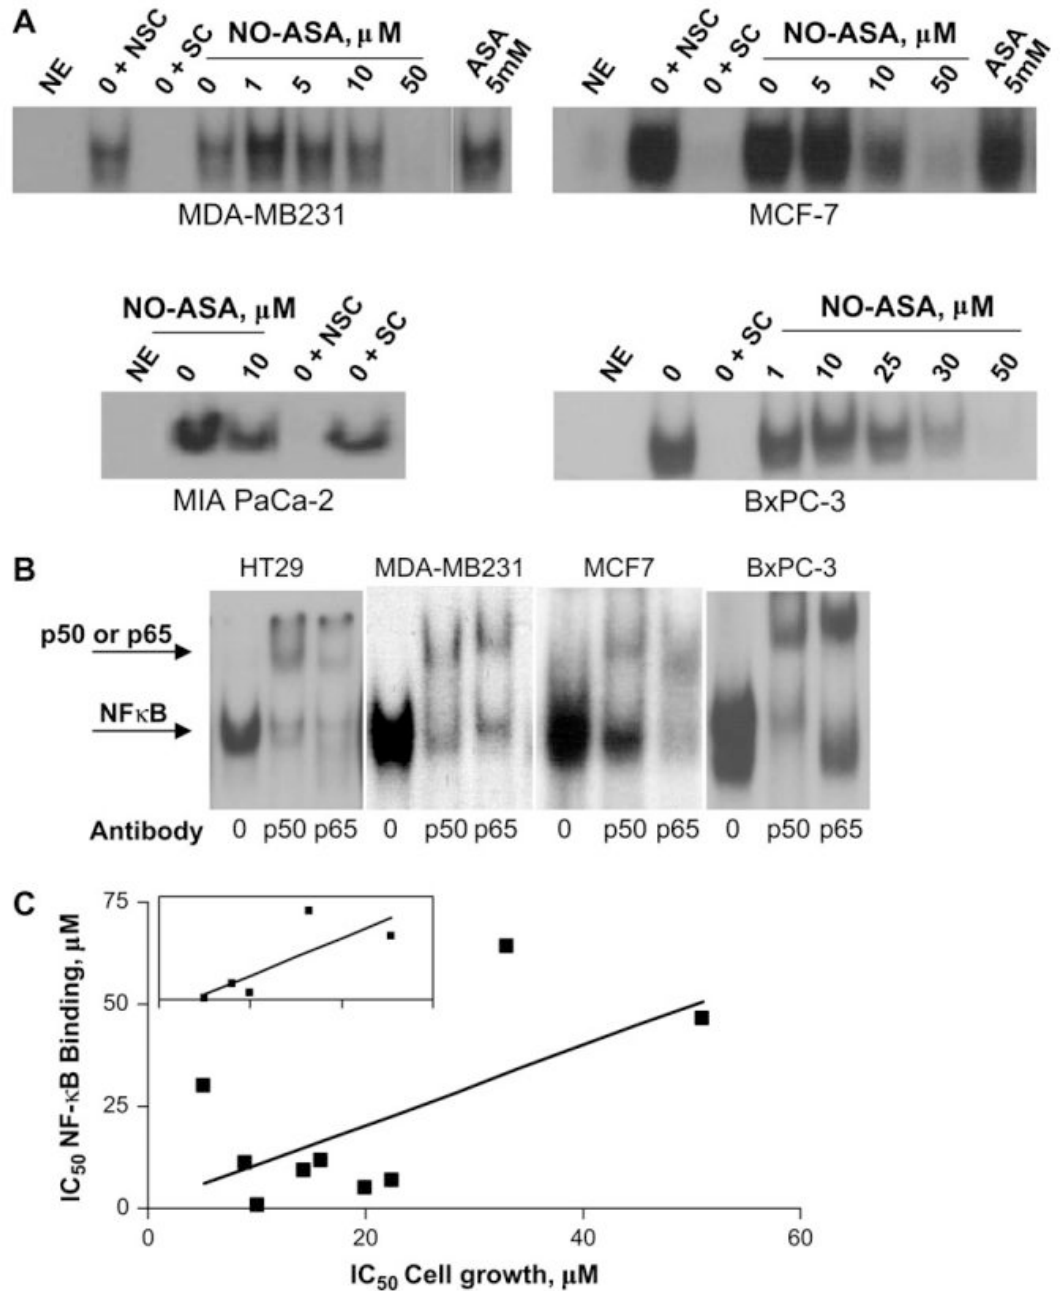 A
NE 0 + NSC 0 + SC NO-ASA, μM 0 1 5 10 50 ASA 5mM
MDA-MB231
NE 0 + NSC 0 + SC NO-ASA, μM 0 5 10 50 ASA 5mM
MCF-7
NO-ASA, μM
NE 0 10 0 + NSC 0 + SC
MIA PaCa-2
NO-ASA, μM
NE 0 0 + SC 1 10 25 30 50
BxPC-3
B
HT29 MDA-MB231 MCF7 BxPC-3
p50 or p65
NFκB
Antibody 0 p50 p65 0 p50 p65 0 p50 p65 0 p50 p65
C
IC50 NF-κB Binding, μM
75
50
25
0
0 20 40 60
IC50 Cell growth, μM